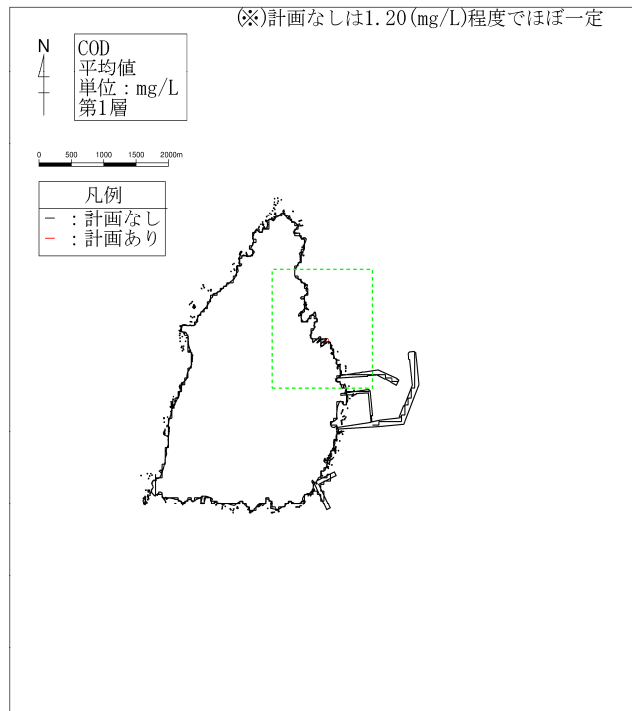 (※)計画なしは1.20(mg/L)程度でほぼ一定
N
COD
平均値
単位：mg/L
第1層
0 500 1000 1500 2000m
凡例
－ ：計画なし
－ ：計画あり